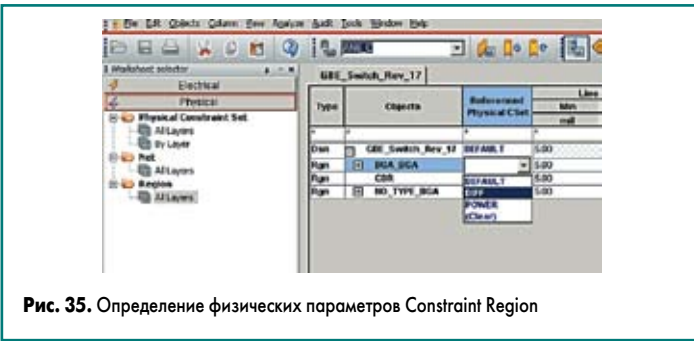 File Edit Objects Column View Analyze Audit Tools Window Help
Worksheet selector
Electrical
Physical
Physical Constraint Set
All Layers
By Layer
Net
All Layers
Region
All Layers
GBE_Switch_Rev_17
Type Objects Referenced Physical CSet Line
Min
mil
* * * *
Dsn GBE_Switch_Rev_17 DEFAULT 5.00
Rgn BGA_BGA 5.00
Rgn CDR 5.00
Rgn NO_TYPE_BGA 5.00
DEFAULT
POWER
(Clear)
Рис. 35. Определение физических параметров Constraint Region